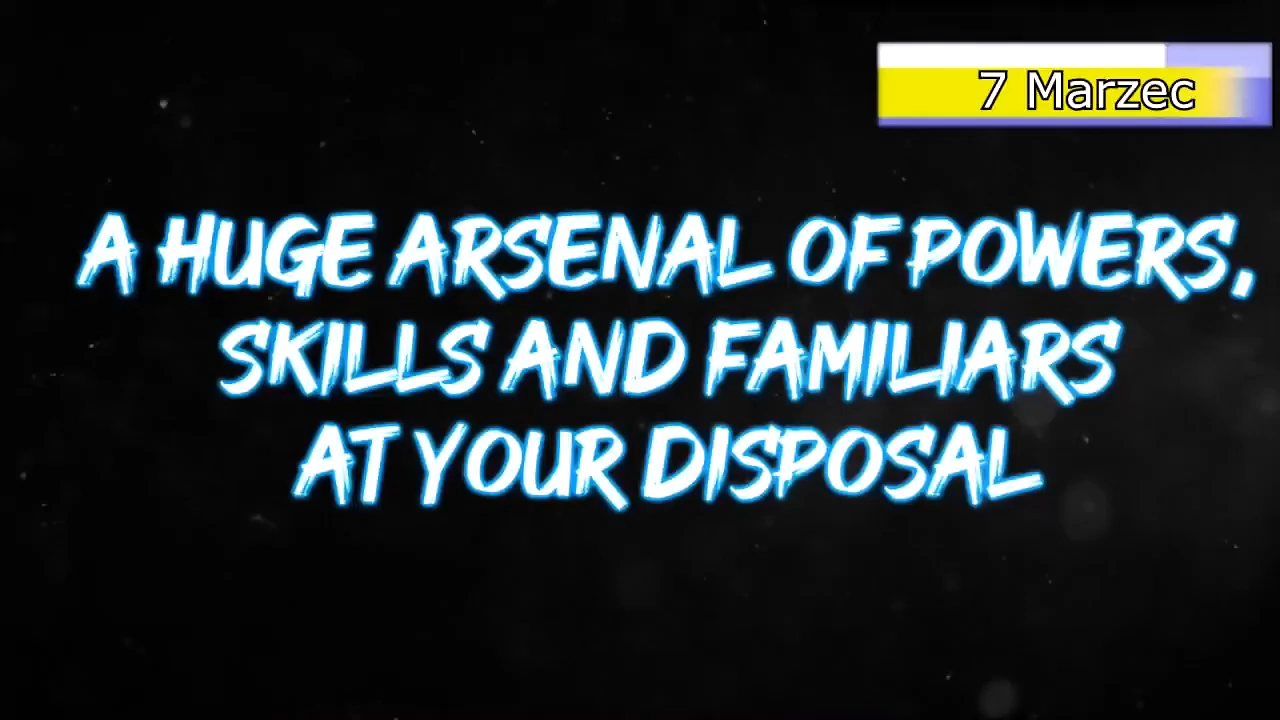 7 Marzec
A HUGE ARSENAL OF POWERS,
SKILLS AND FAMILIARS
AT YOUR DISPOSAL